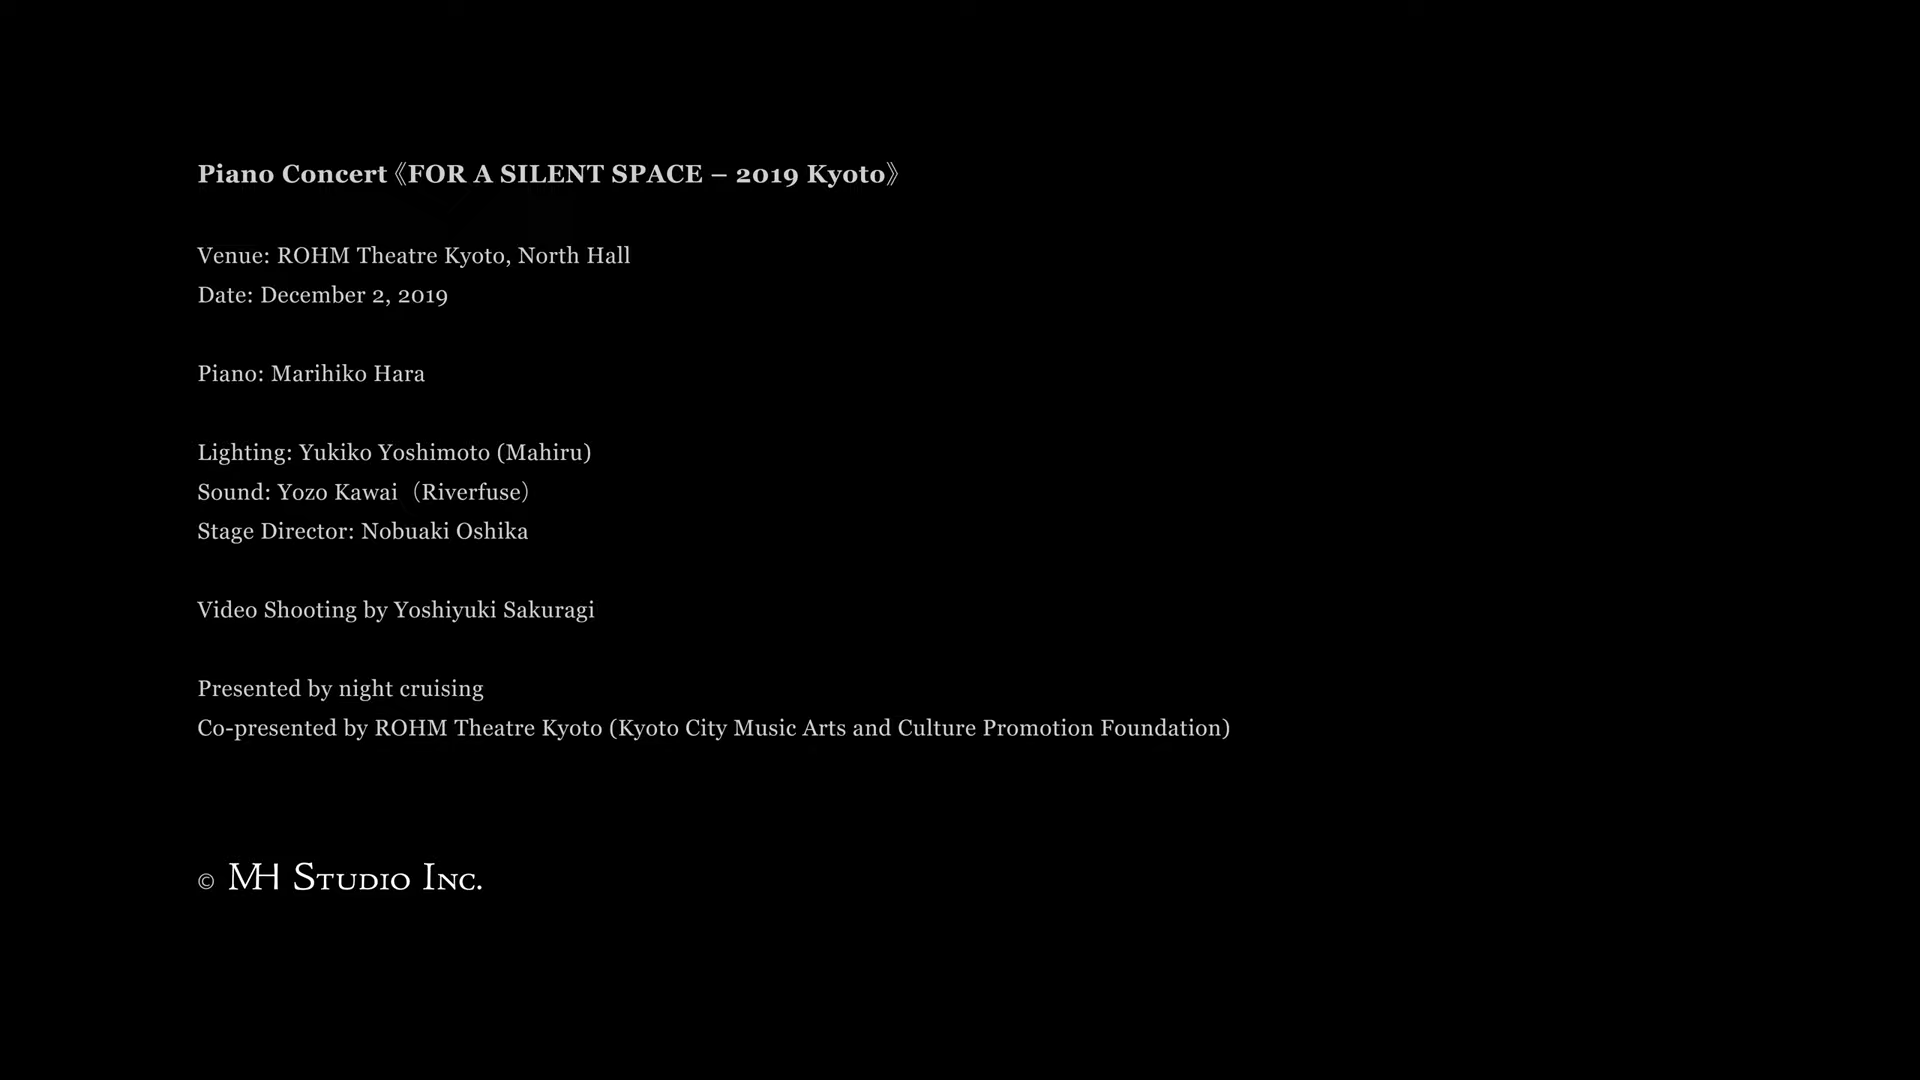 Piano Concert《FOR A SILENT SPACE – 2019 Kyoto》
Venue: ROHM Theatre Kyoto, North Hall
Date: December 2, 2019
Piano: Marihiko Hara
Lighting: Yukiko Yoshimoto (Mahiru)
Sound: Yozo Kawai（Riverfuse）
Stage Director: Nobuaki Oshika
Video Shooting by Yoshiyuki Sakuragi
Presented by night cruising
Co-presented by ROHM Theatre Kyoto (Kyoto City Music Arts and Culture Promotion Foundation)
© MH Studio Inc.